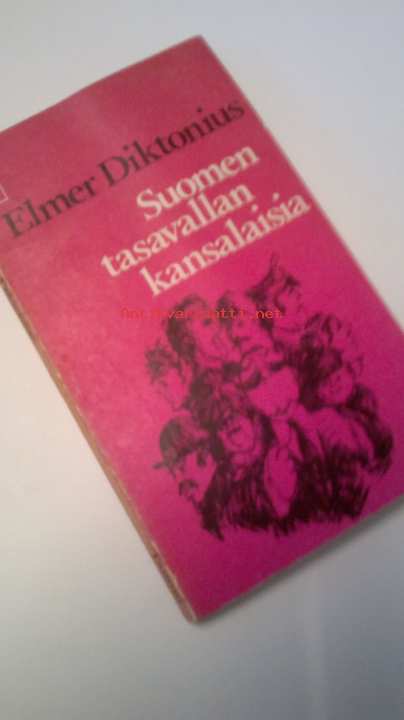 Elmer Diktonius
Suomen
tasavallan
kansalaisia
Antikvariaatti.net